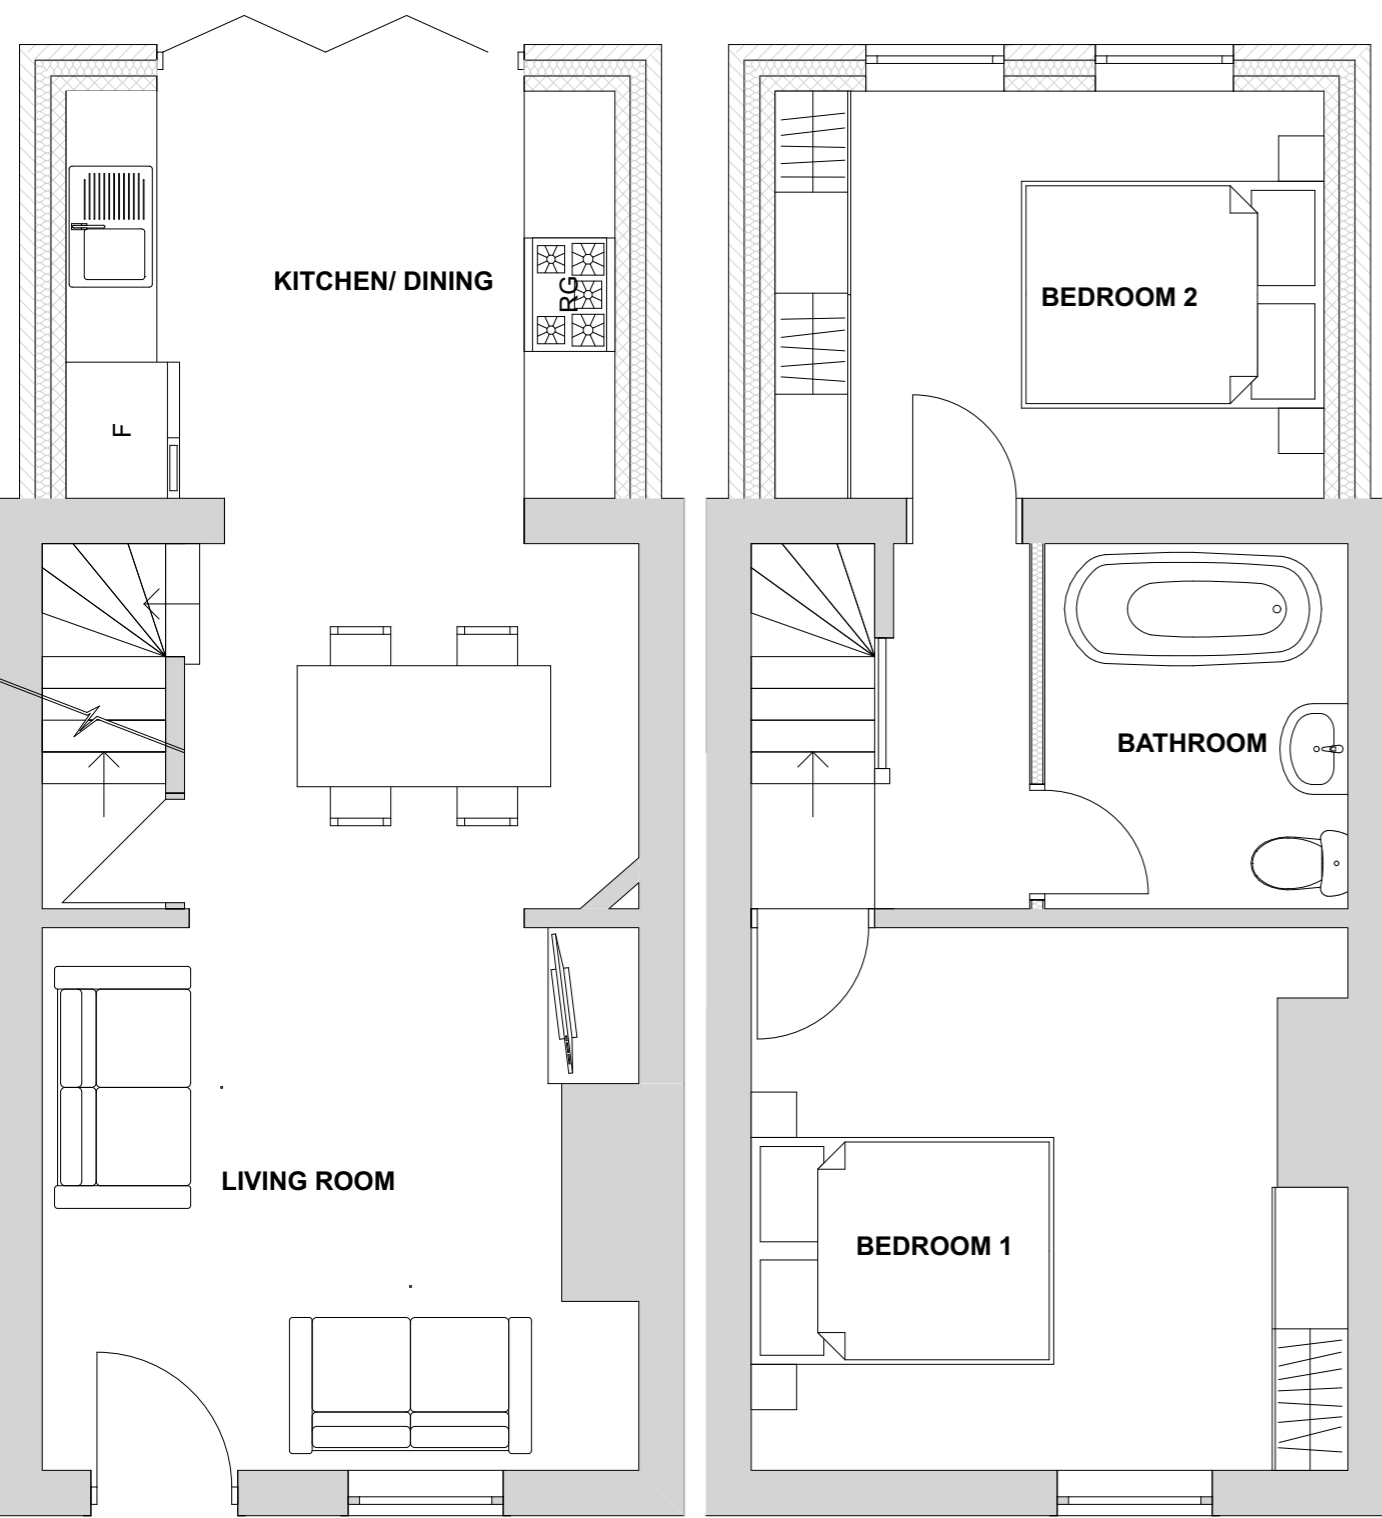 KITCHEN/ DINING
RG
F
LIVING ROOM
BEDROOM 2
BATHROOM
BEDROOM 1